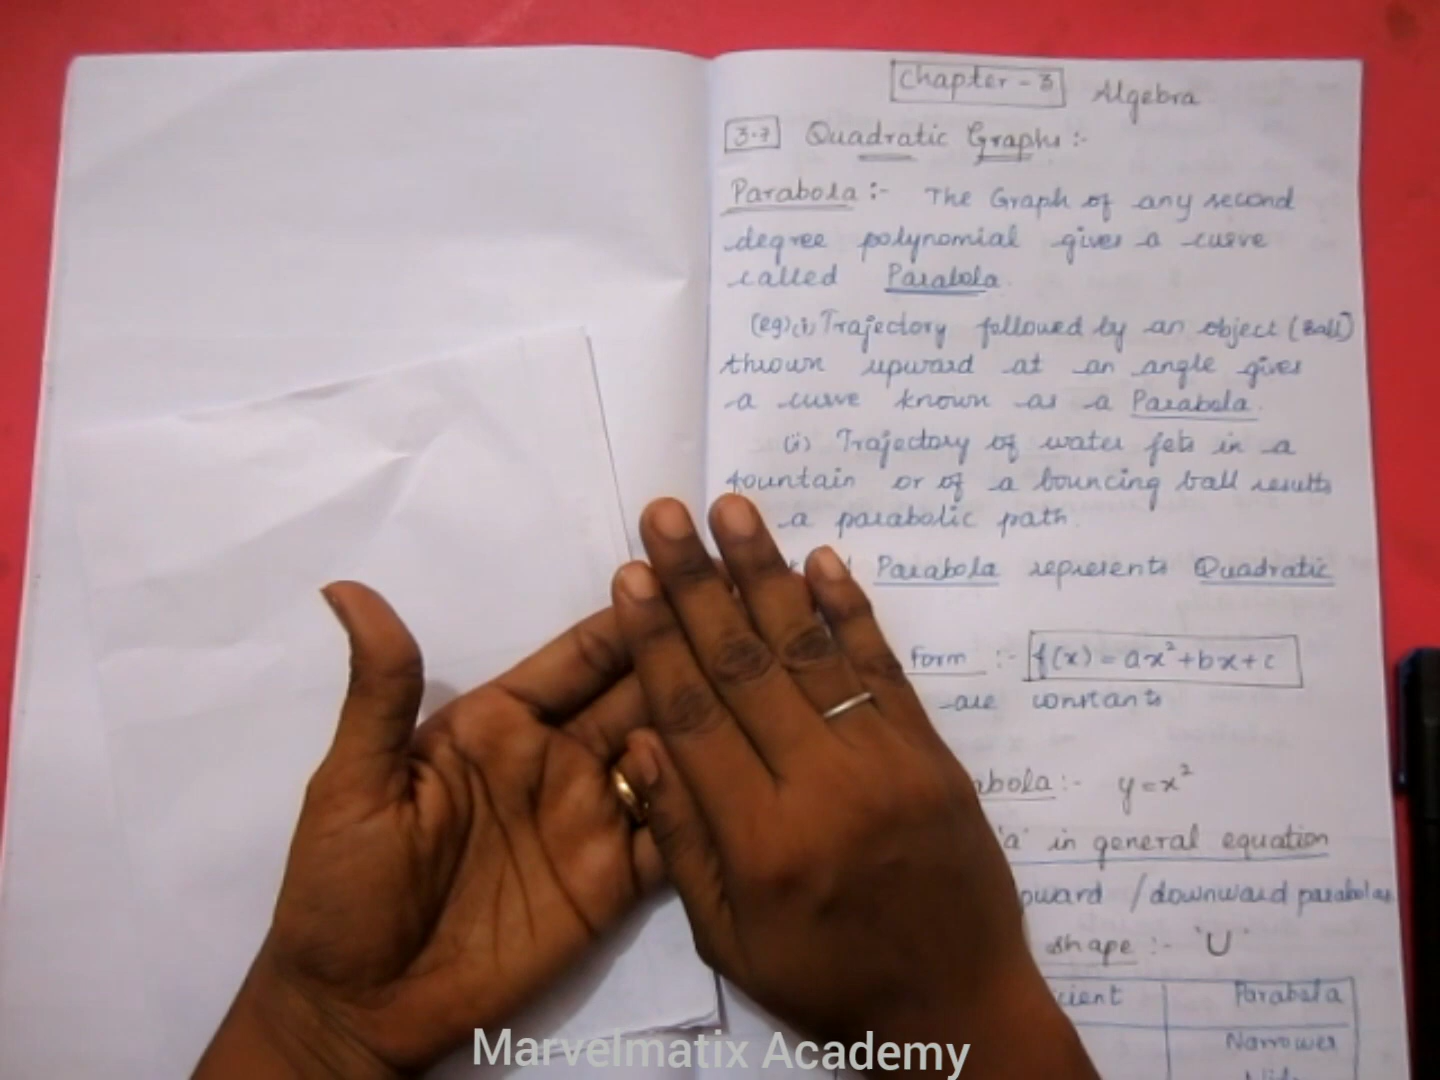 Chapter - 3 Algebra
3.7 Quadratic Graphs :-
Parabola :- The Graph of any second
degree polynomial gives a curve
called Parabola.
(eg) (i) Trajectory followed by an object (Ball)
thrown upward at an angle gives
a curve known as a Parabola.
(ii) Trajectory of water jets in a
fountain or of a bouncing ball results
a parabolic path.
Parabola represents Quadratic
Form :- f(x) = ax²+bx+c
are constants
:- y=x²
'a' in general equation
/downward parabolas
shape :- 'U'
Parabola
Narrower
Marvelmatix Academy